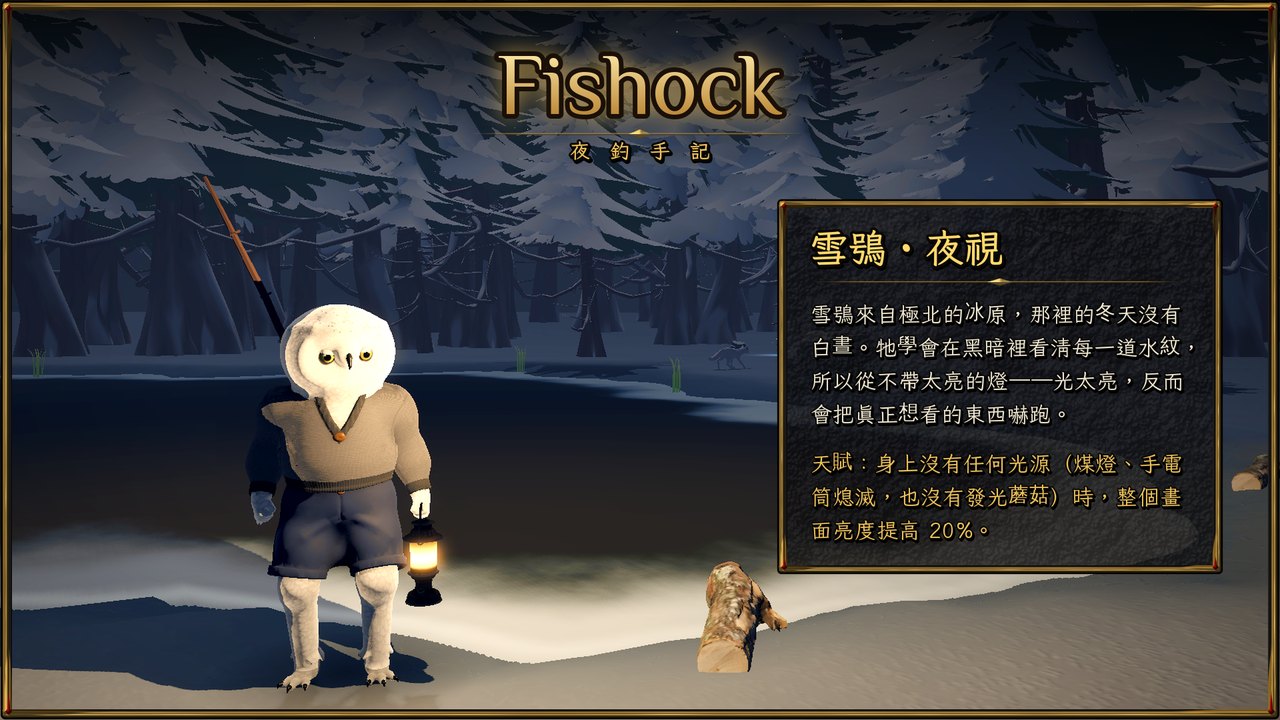 Fishock
夜釣手記
雪鴞・夜視
雪鴞來自極北的冰原，那裡的冬天沒有
白晝。牠學會在黑暗裡看清每一道水紋，
所以從不帶太亮的燈——光太亮，反而
會把真正想看的東西嚇跑。
天賦：身上沒有任何光源（煤燈、手電
筒熄滅，也沒有發光蘑菇）時，整個畫
面亮度提高 20%。